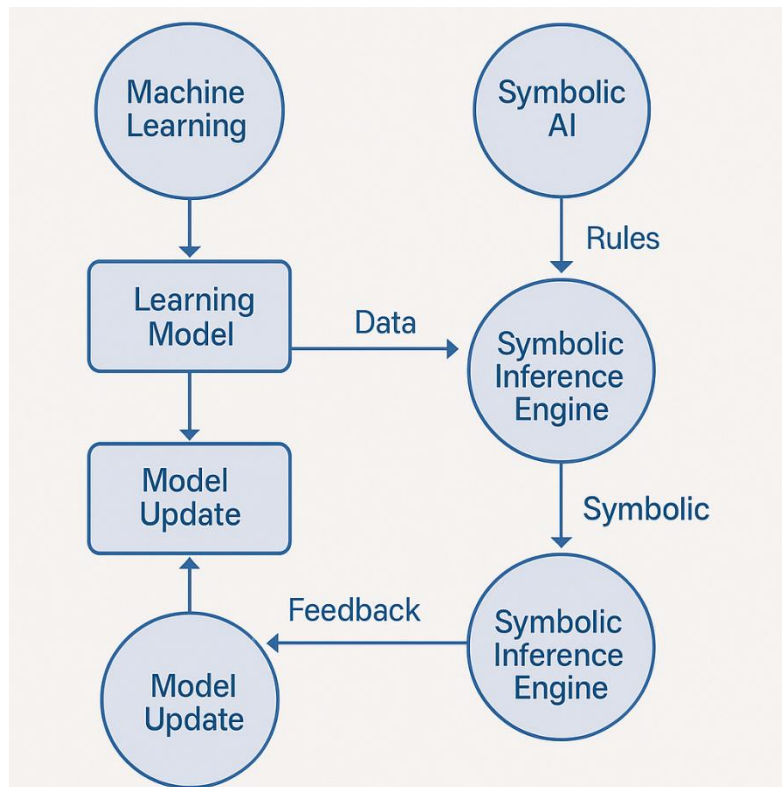 Machine
Learning
Symbolic
AI
Rules
Learning
Model
Data
Symbolic
Inference
Engine
Model
Update
Symbolic
Feedback
Symbolic
Inference
Engine
Model
Update